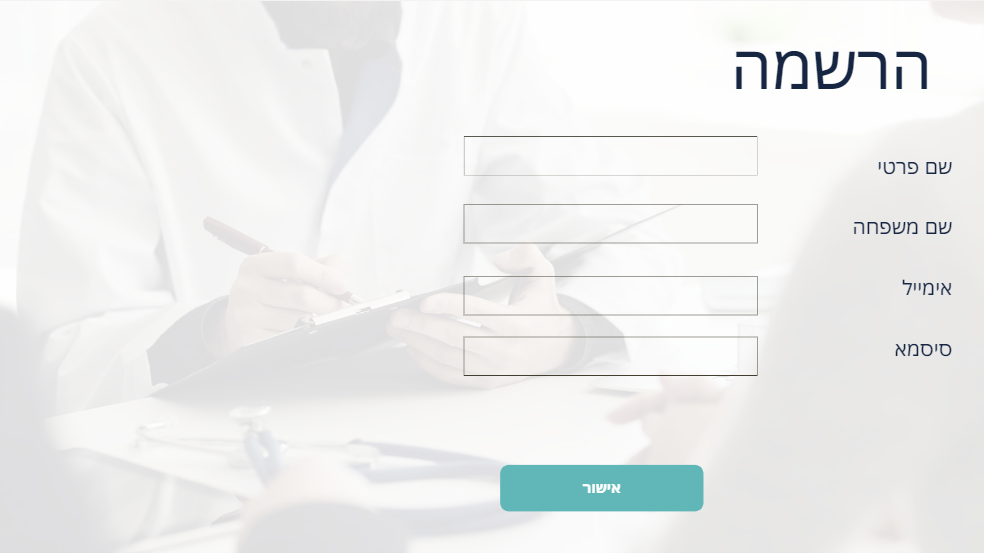 הרשמה
שם פרטי
שם משפחה
אימייל
סיסמא
אישור